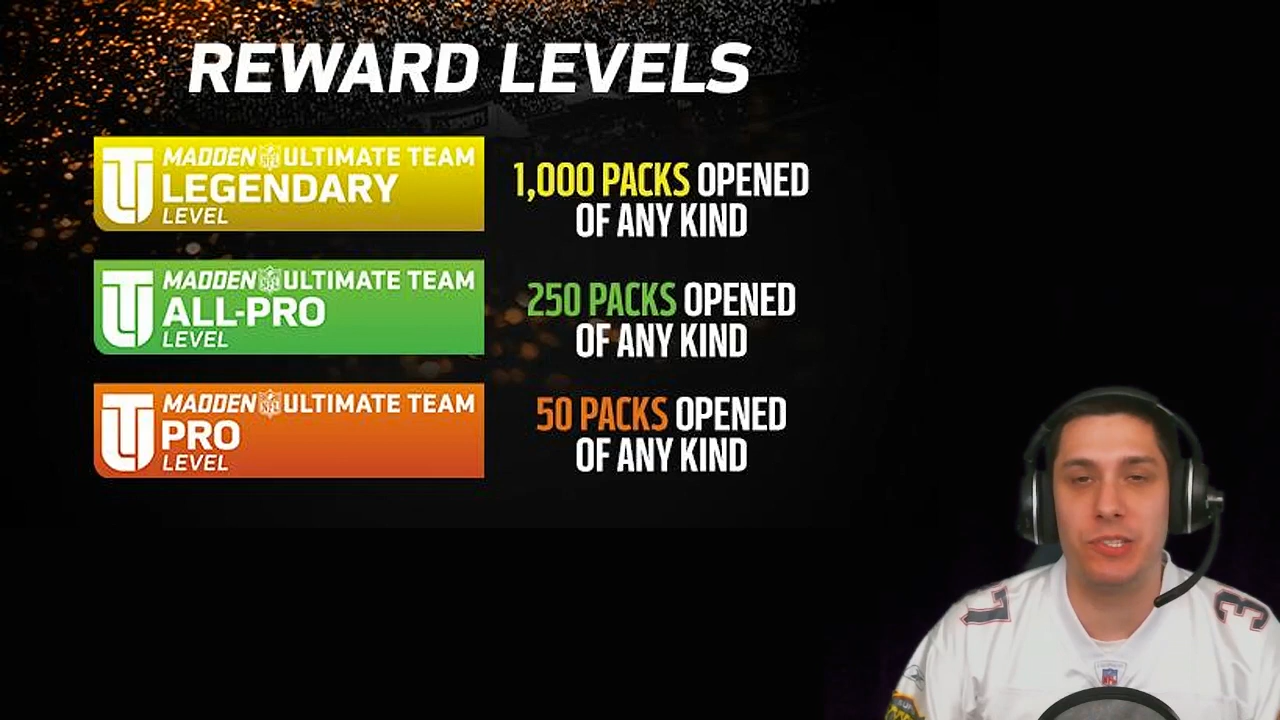 REWARD LEVELS
MADDEN NFL ULTIMATE TEAM
LEGENDARY
LEVEL
1,000 PACKS OPENED
OF ANY KIND
MADDEN NFL ULTIMATE TEAM
ALL-PRO
LEVEL
250 PACKS OPENED
OF ANY KIND
MADDEN NFL ULTIMATE TEAM
PRO
LEVEL
50 PACKS OPENED
OF ANY KIND
37
3